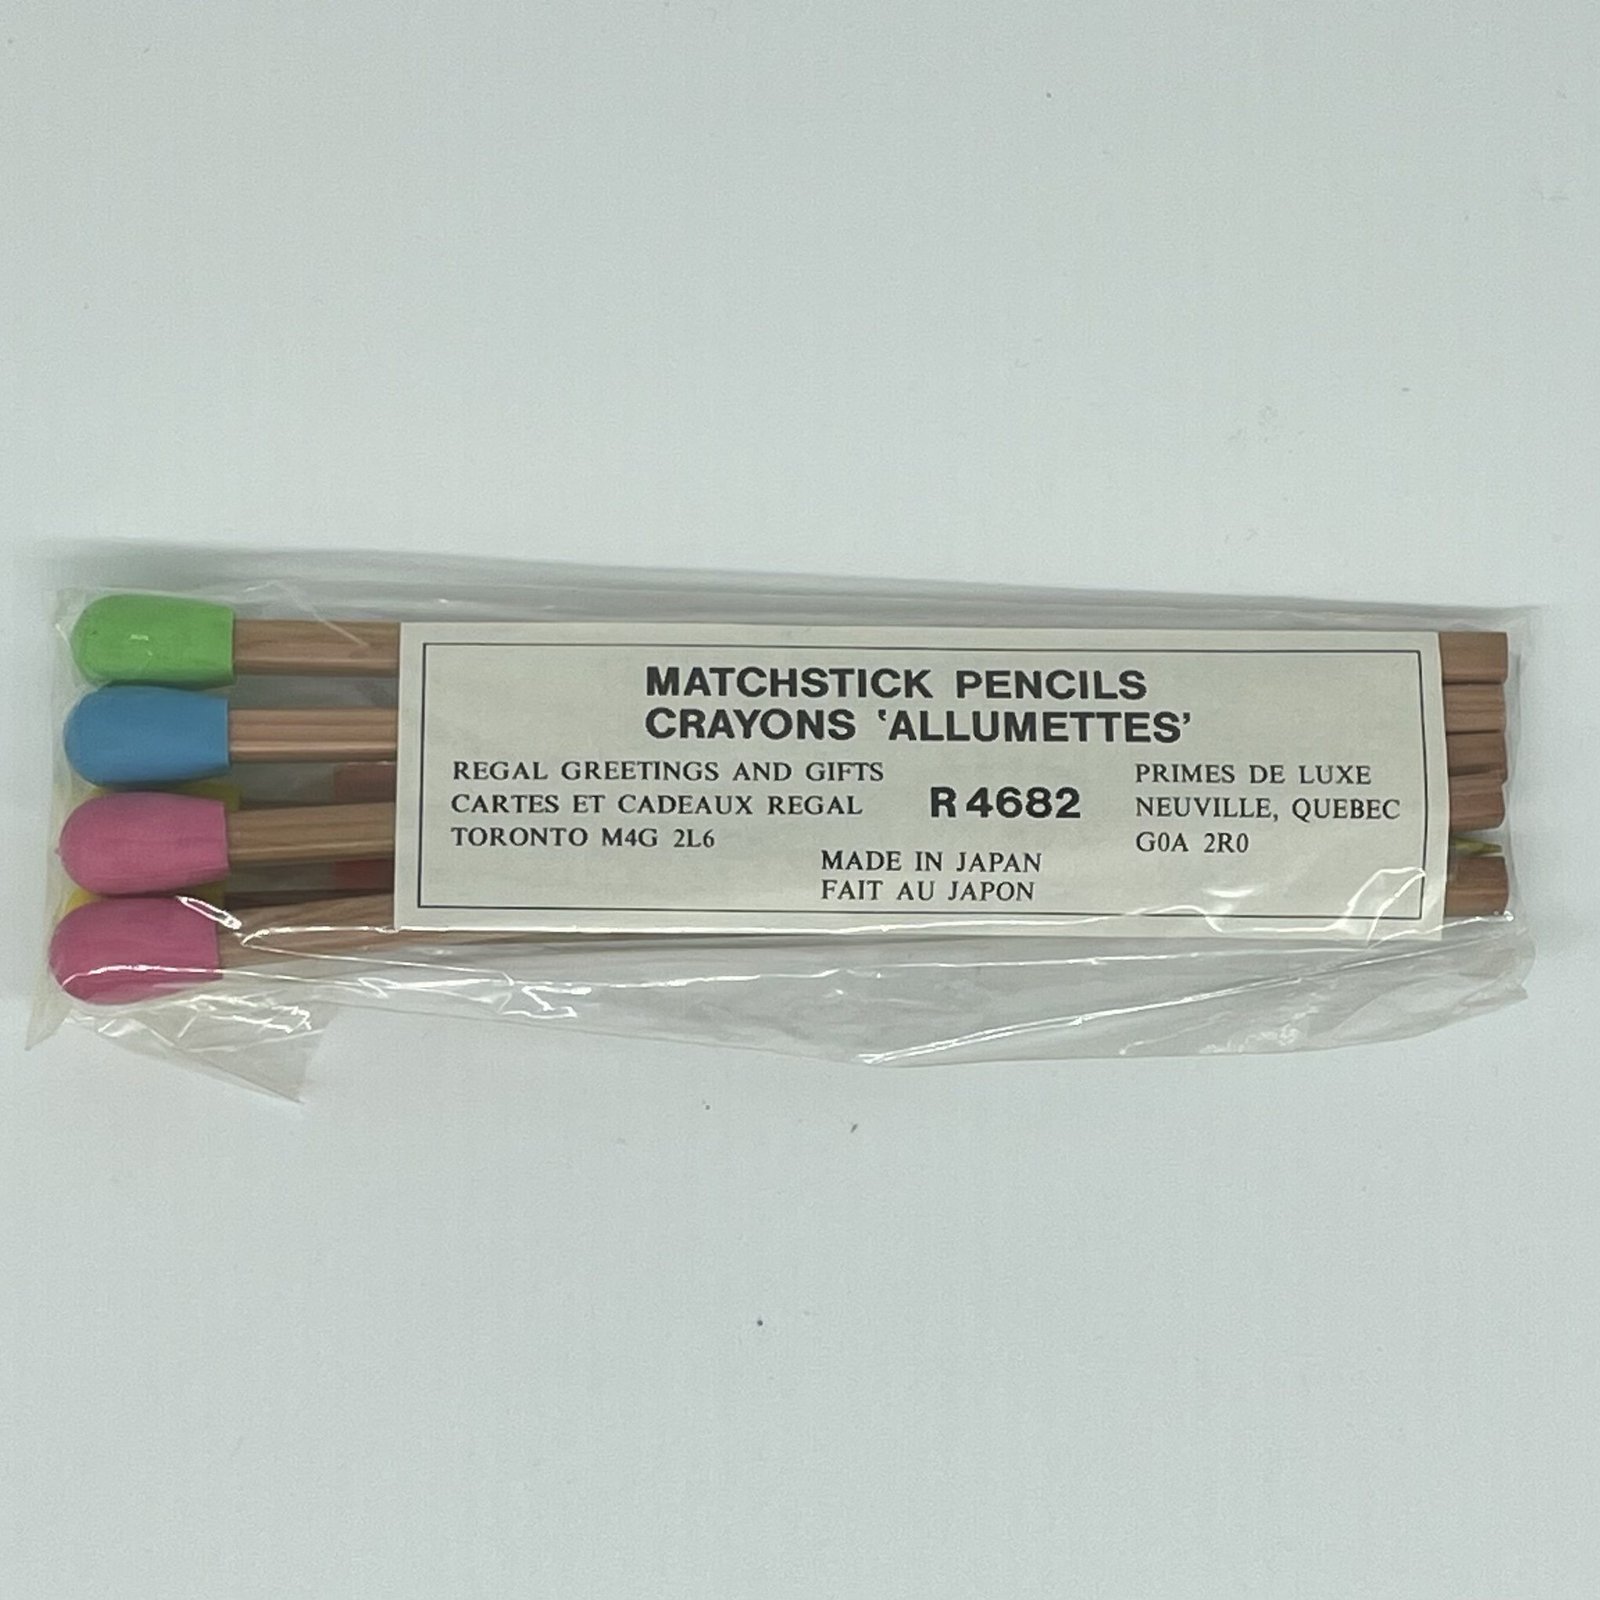 MATCHSTICK PENCILS
CRAYONS ‛ALLUMETTES’
REGAL GREETINGS AND GIFTS
CARTES ET CADEAUX REGAL
TORONTO M4G 2L6
R 4682
PRIMES DE LUXE
NEUVILLE, QUEBEC
G0A 2R0
MADE IN JAPAN
FAIT AU JAPON